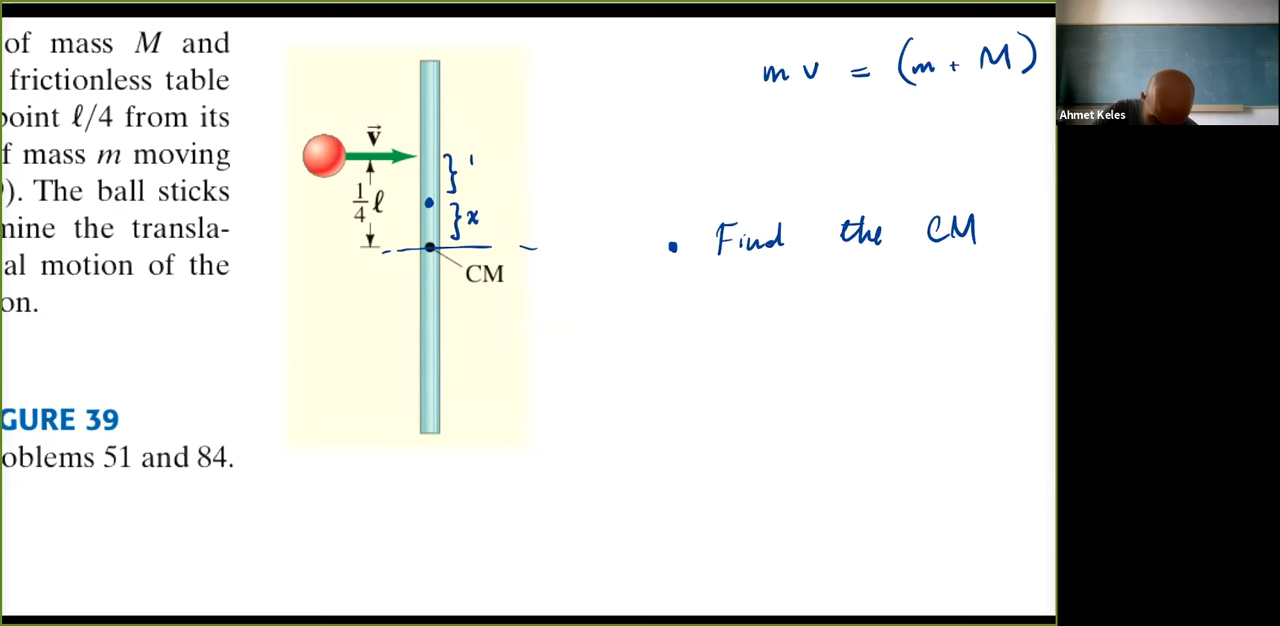 of mass M and
frictionless table
point ℓ/4 from its
f mass m moving
). The ball sticks
mine the transla-
al motion of the
on.
GURE 39
oblems 51 and 84.
v⃗
1/4 ℓ
CM
x
m v = (m + M)
• Find the CM
Ahmet Keles